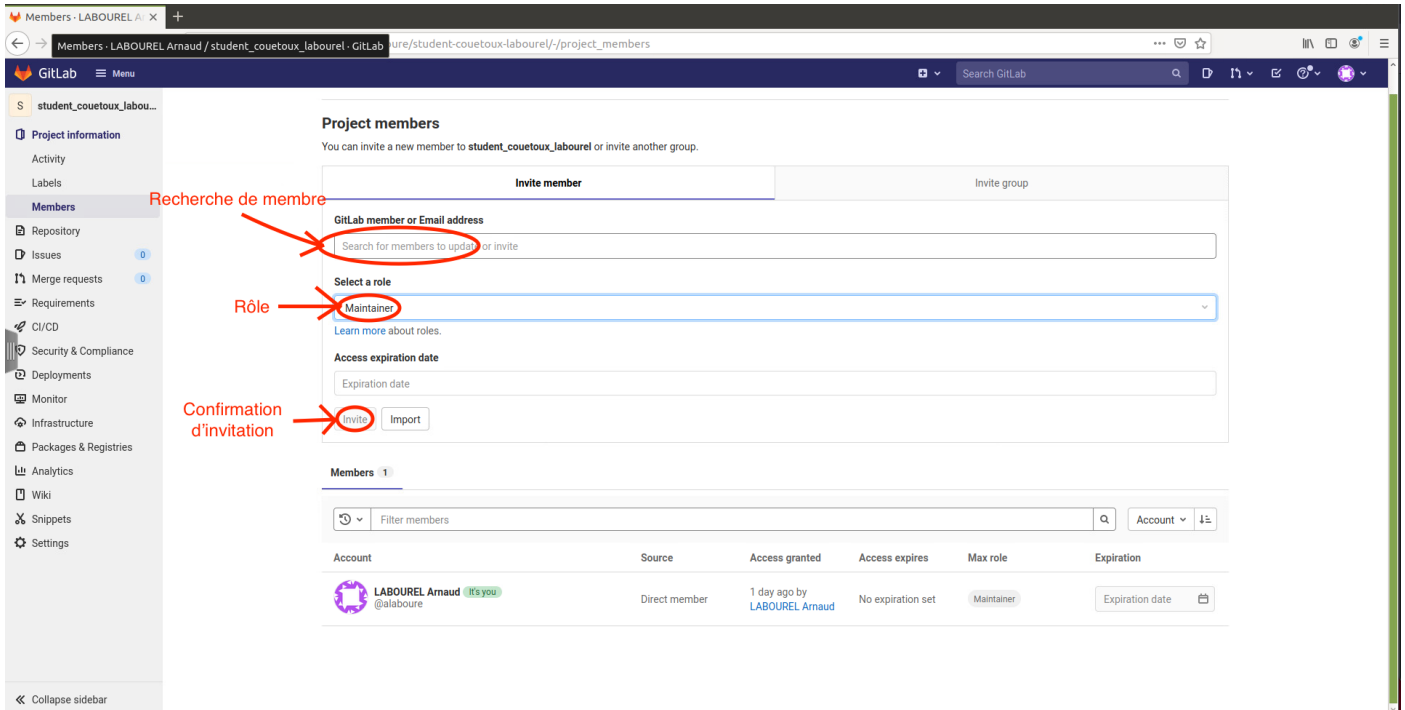 Members · LABOUREL A
Members · LABOUREL Arnaud / student_couetoux_labourel · GitLab
ure/student-couetoux-labourel/-/project_members
GitLab Menu Search GitLab
S student_couetoux_labou...
Project information
Activity
Labels
Members
Repository
Issues 0
Merge requests 0
Requirements
CI/CD
Security & Compliance
Deployments
Monitor
Infrastructure
Packages & Registries
Analytics
Wiki
Snippets
Settings
Collapse sidebar
Project members
You can invite a new member to student_couetoux_labourel or invite another group.
Invite member Invite group
Recherche de membre
GitLab member or Email address
Search for members to update or invite
Select a role
Rôle
Maintainer
Learn more about roles.
Access expiration date
Expiration date
Confirmation
d'invitation
Invite Import
Members 1
Filter members Account
Account Source Access granted Access expires Max role Expiration
LABOUREL Arnaud It's you
@alaboure
Direct member
1 day ago by
LABOUREL Arnaud
No expiration set
Maintainer
Expiration date